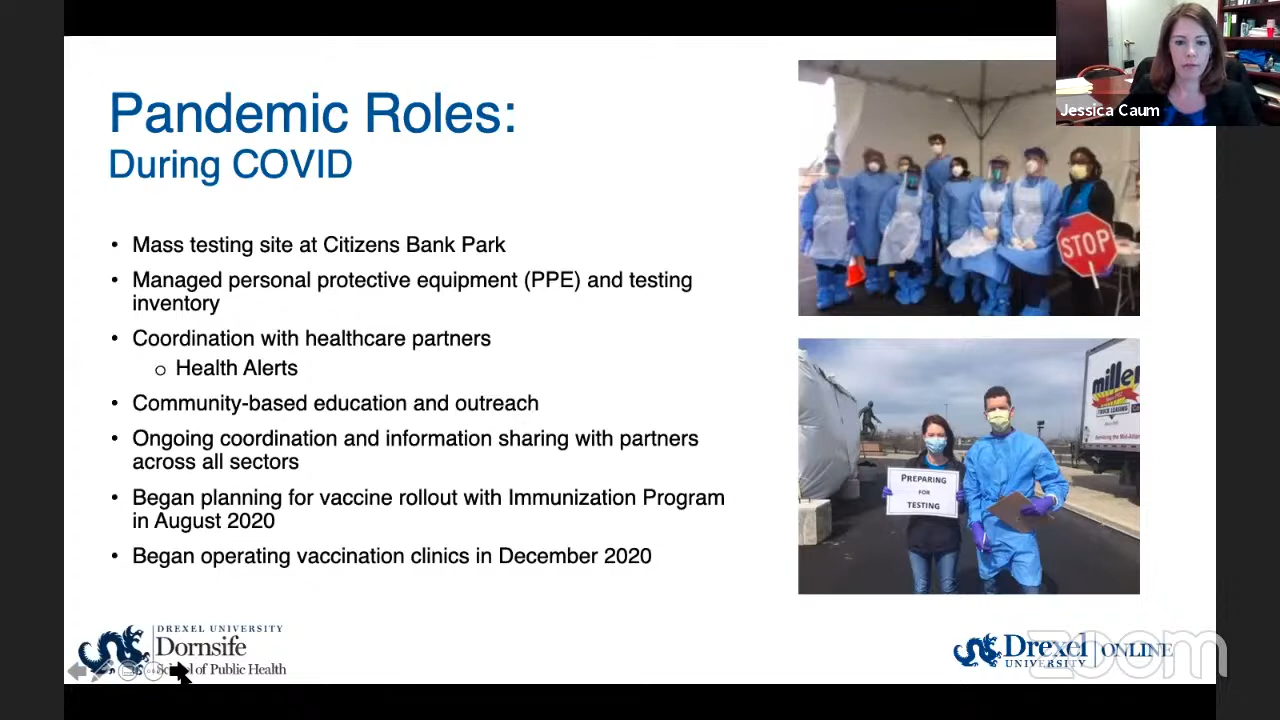 Jessica Caum
Pandemic Roles:
During COVID
• Mass testing site at Citizens Bank Park
• Managed personal protective equipment (PPE) and testing
inventory
• Coordination with healthcare partners
o Health Alerts
• Community-based education and outreach
• Ongoing coordination and information sharing with partners
across all sectors
• Began planning for vaccine rollout with Immunization Program
in August 2020
• Began operating vaccination clinics in December 2020
STOP
miller
TRUCK LEASING
PREPARING
FOR
TESTING
DREXEL UNIVERSITY
Dornsife
School of Public Health
Drexel
UNIVERSITY
ONLINE
zoom